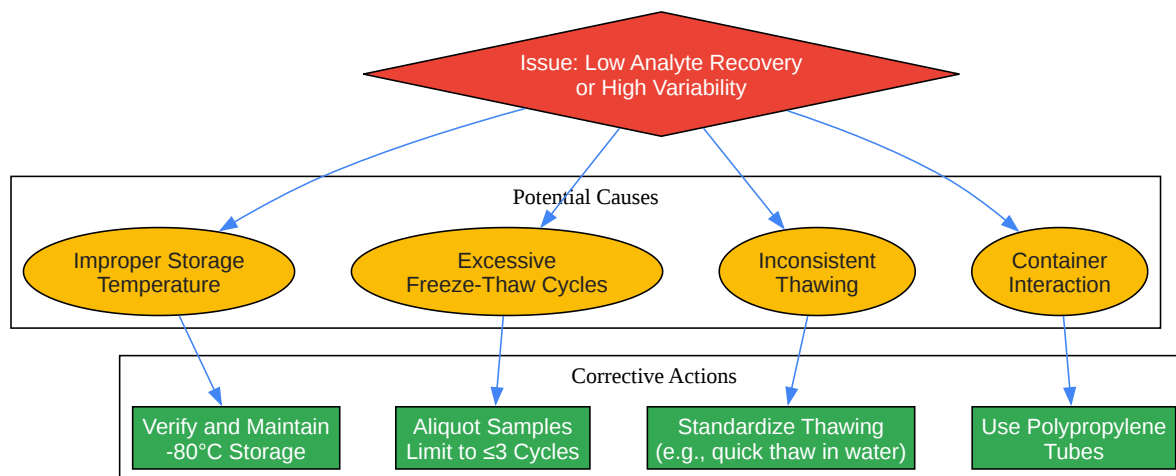 Issue: Low Analyte Recovery
or High Variability
Potential Causes
Improper Storage
Temperature
Excessive
Freeze-Thaw Cycles
Inconsistent
Thawing
Container
Interaction
Corrective Actions
Verify and Maintain
-80°C Storage
Aliquot Samples
Limit to ≤3 Cycles
Standardize Thawing
(e.g., quick thaw in water)
Use Polypropylene
Tubes